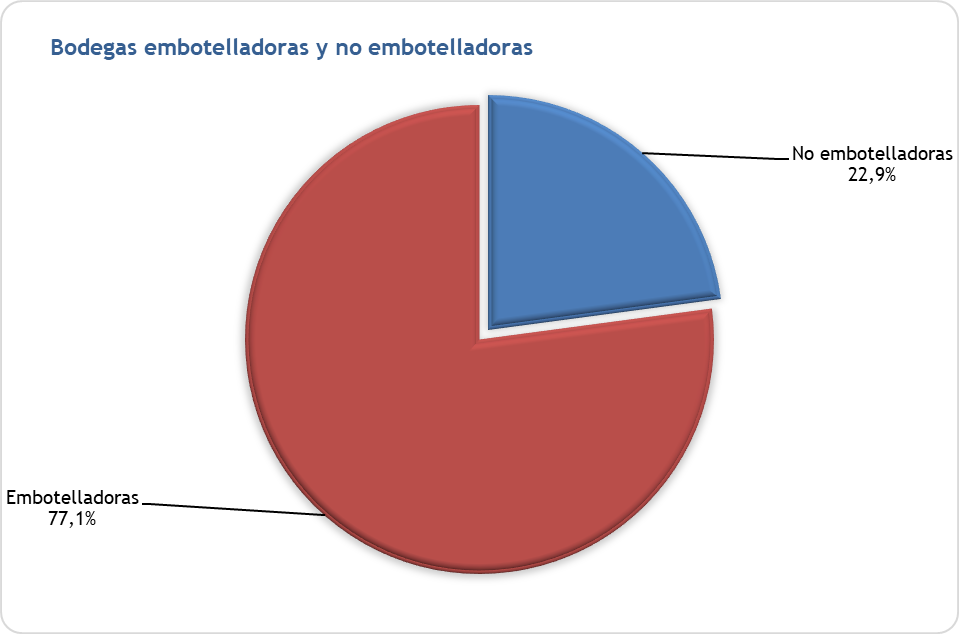 Bodegas embotelladoras y no embotelladoras
No embotelladoras
22,9%
Embotelladoras
77,1%